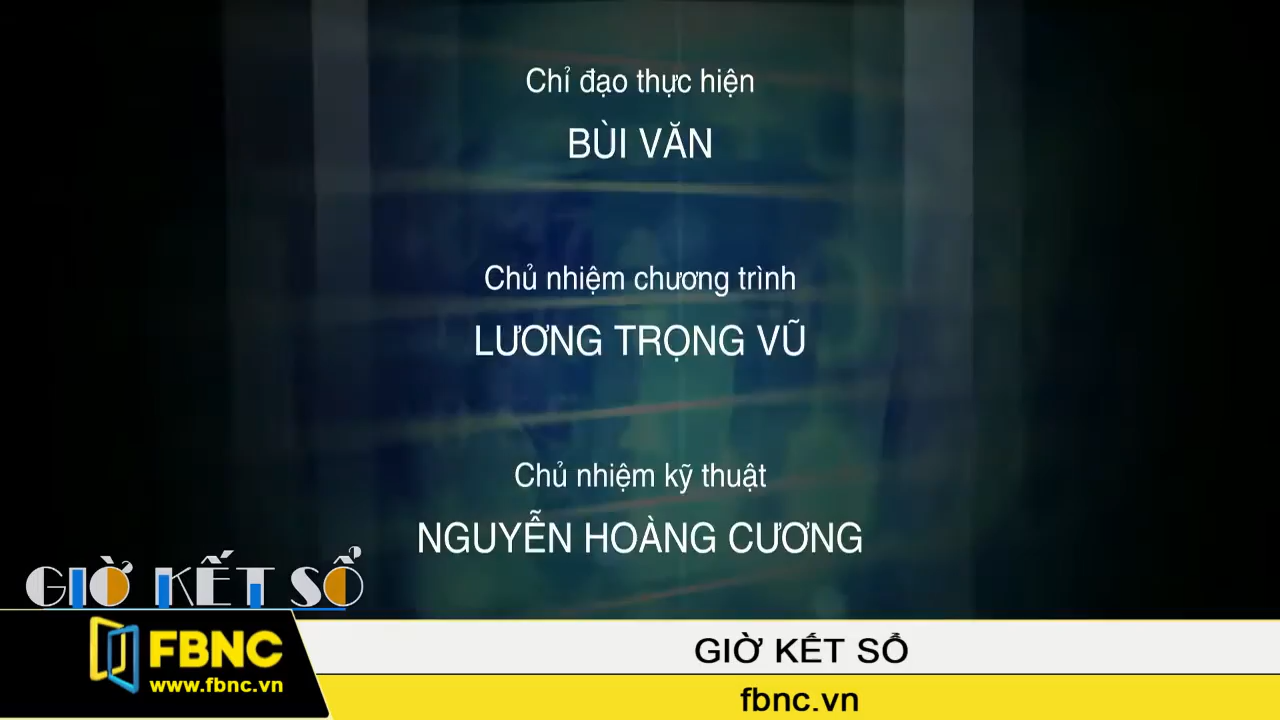 Chỉ đạo thực hiện
BÙI VĂN
Chủ nhiệm chương trình
LƯƠNG TRỌNG VŨ
Chủ nhiệm kỹ thuật
NGUYỄN HOÀNG CƯƠNG
GIỜ KẾT SỔ
FBNC
www.fbnc.vn
GIỜ KẾT SỔ
fbnc.vn